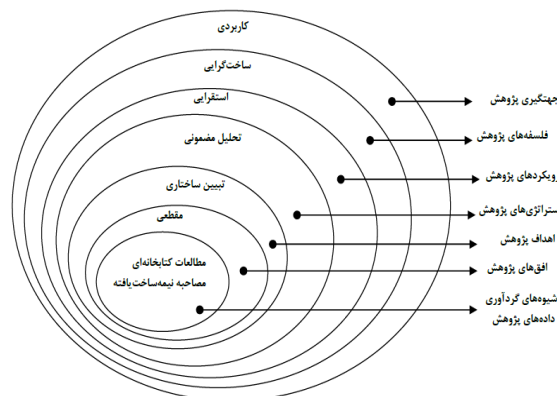 کاربردی
ساخت‌گرایی
استقرایی
تحلیل مضمونی
تبیین ساختاری
مقطعی
مطالعات کتابخانه‌ای
مصاحبه نیمه‌ساخت‌یافته
جهتگیری پژوهش
فلسفه‌های پژوهش
رویکردهای پژوهش
ستراتژی‌های پژوهش
اهداف پژوهش
افق‌های پژوهش
شیوه‌های گردآوری
داده‌های پژوهش